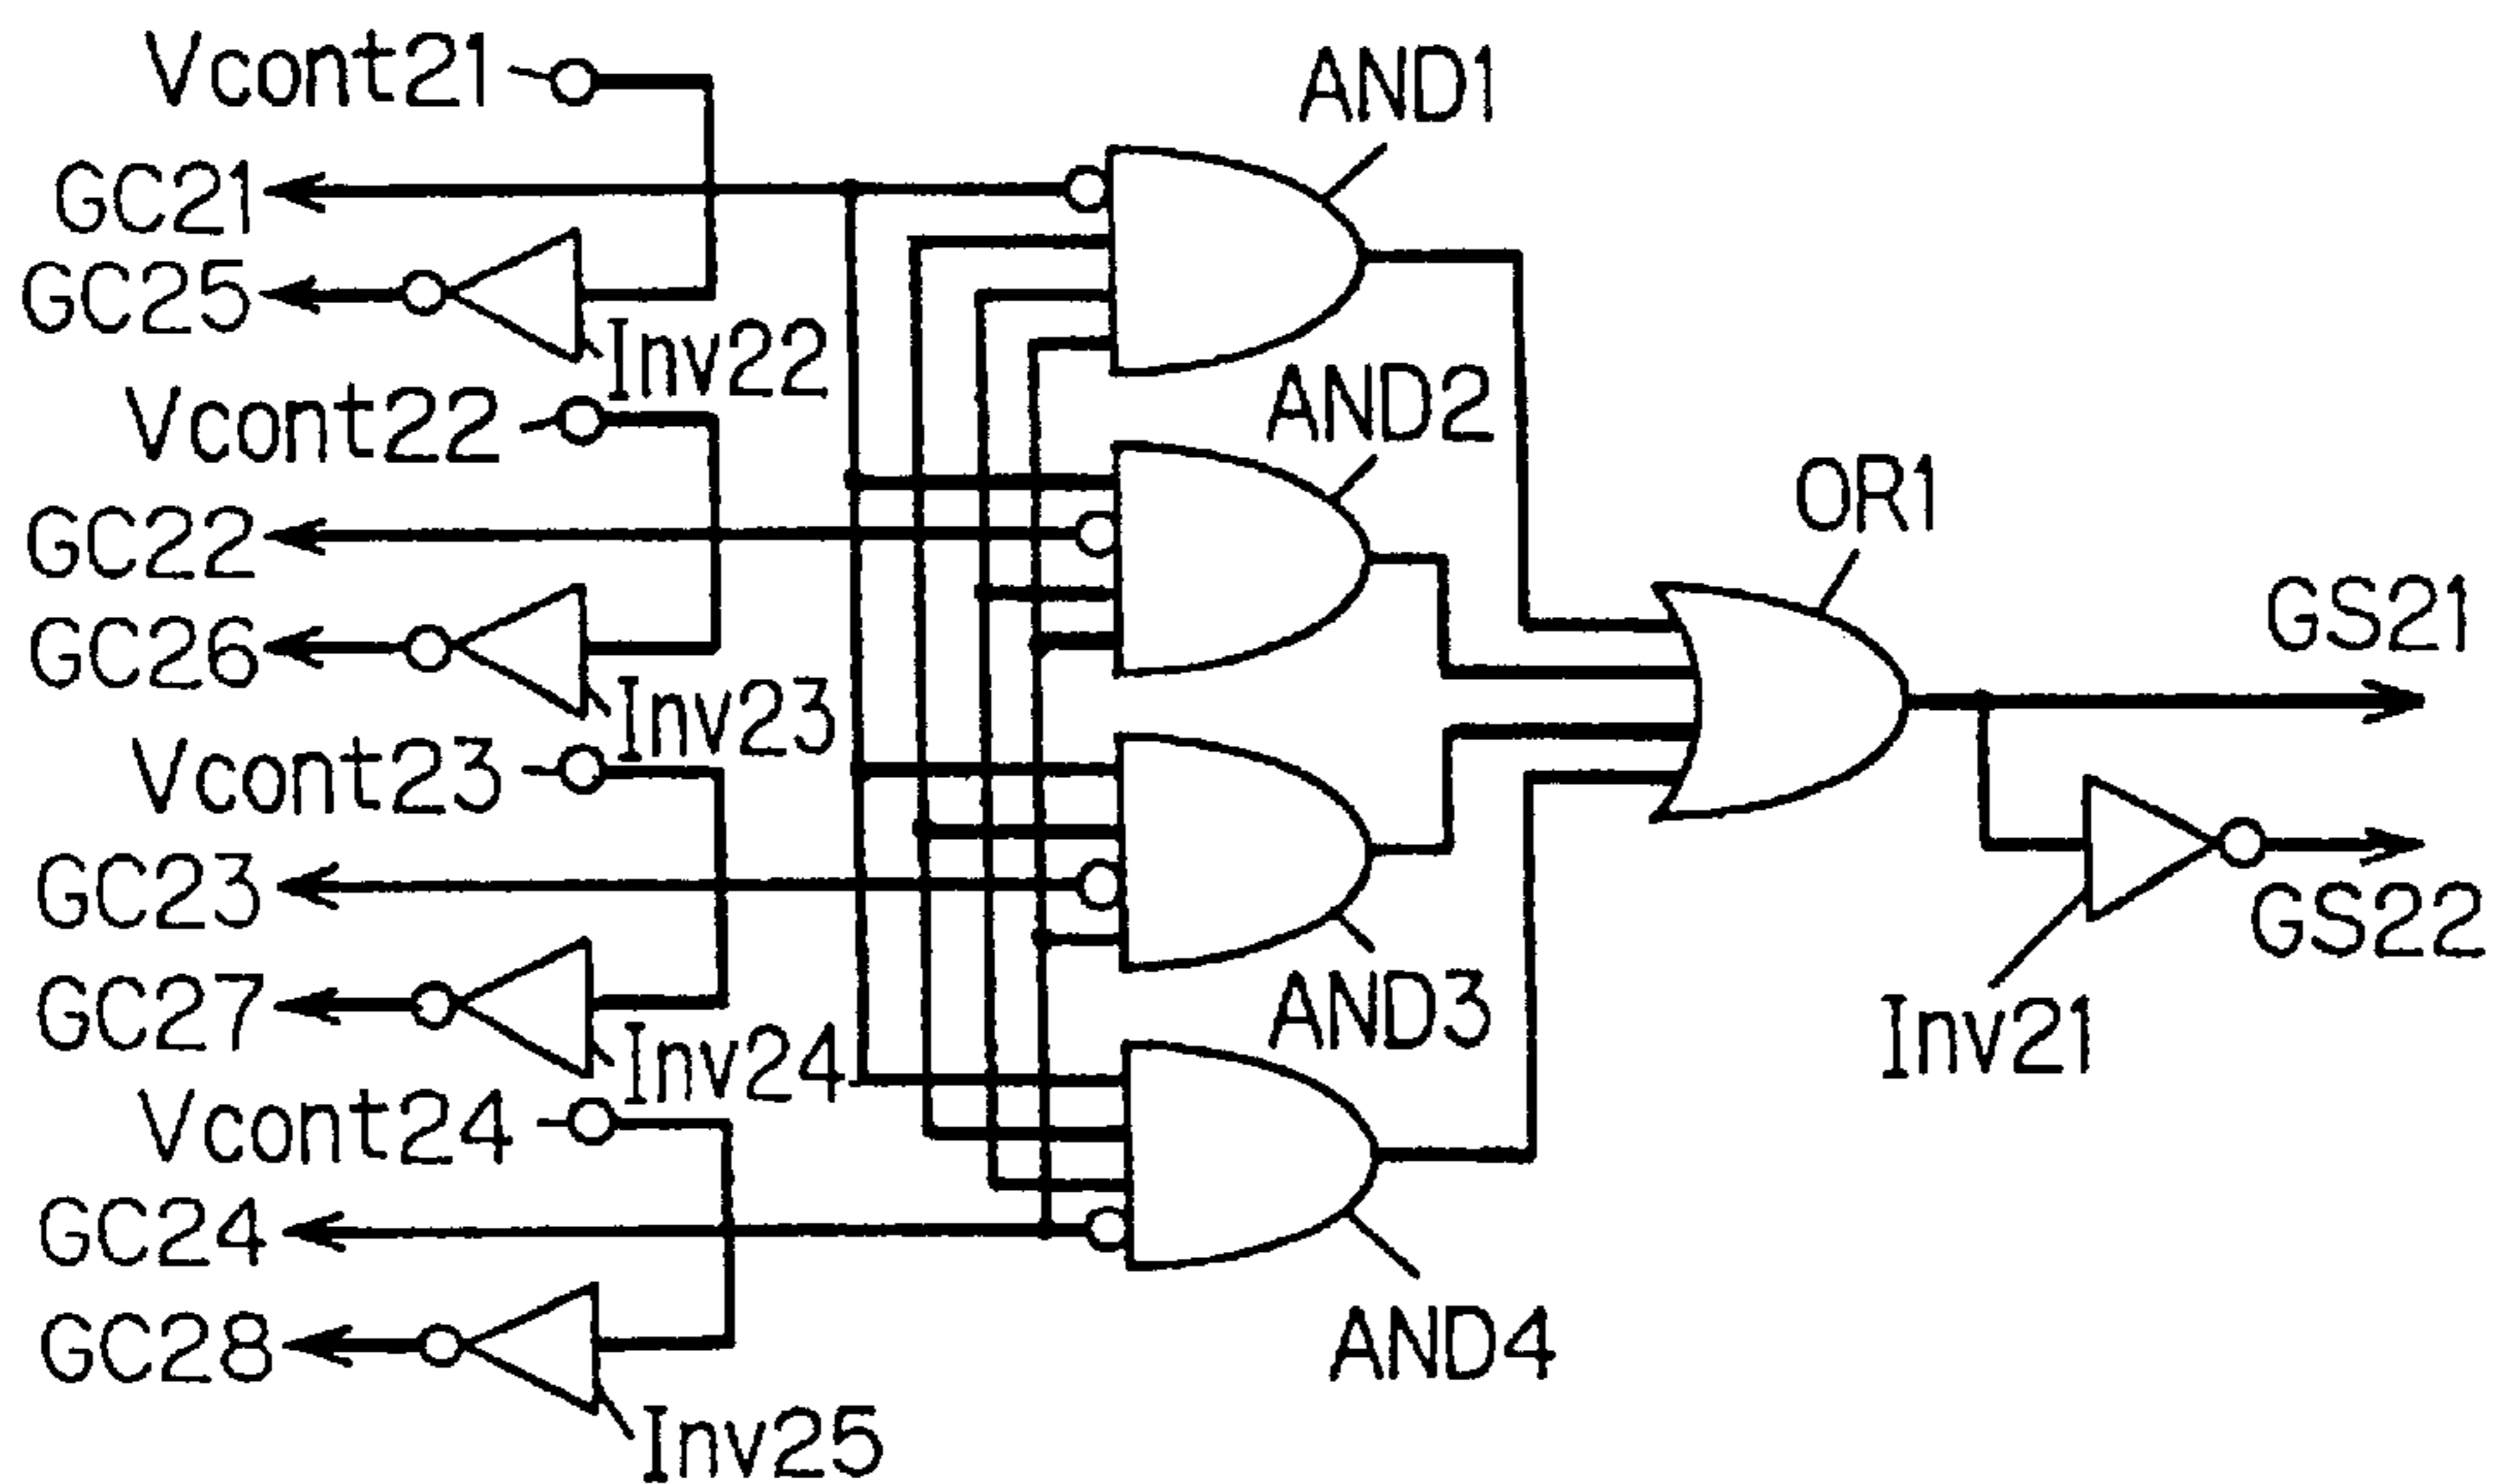 Vcont21
AND1
GC21
GC25
Inv22
Vcont22
AND2
OR1
GC22
GS21
GC26
Inv23
Vcont23
GC23
GS22
GC27
AND3
Inv24
Inv21
Vcont24
GC24
GC28
AND4
Inv25